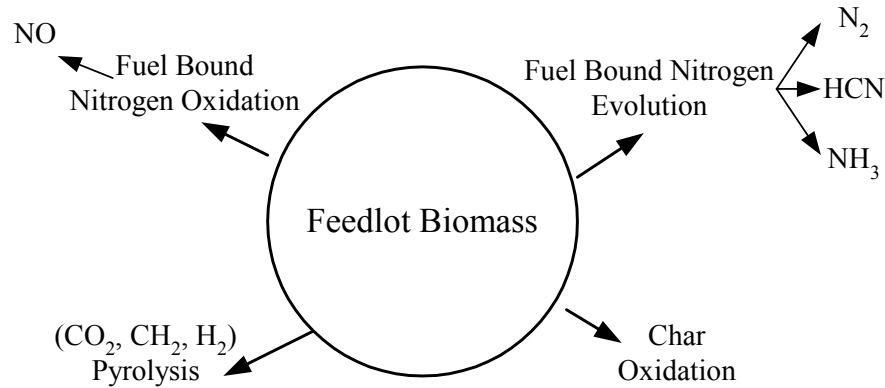 NO
Fuel Bound
Nitrogen Oxidation
Fuel Bound Nitrogen
Evolution
N₂
HCN
NH₃
Feedlot Biomass
(CO₂, CH₂, H₂)
Pyrolysis
Char
Oxidation